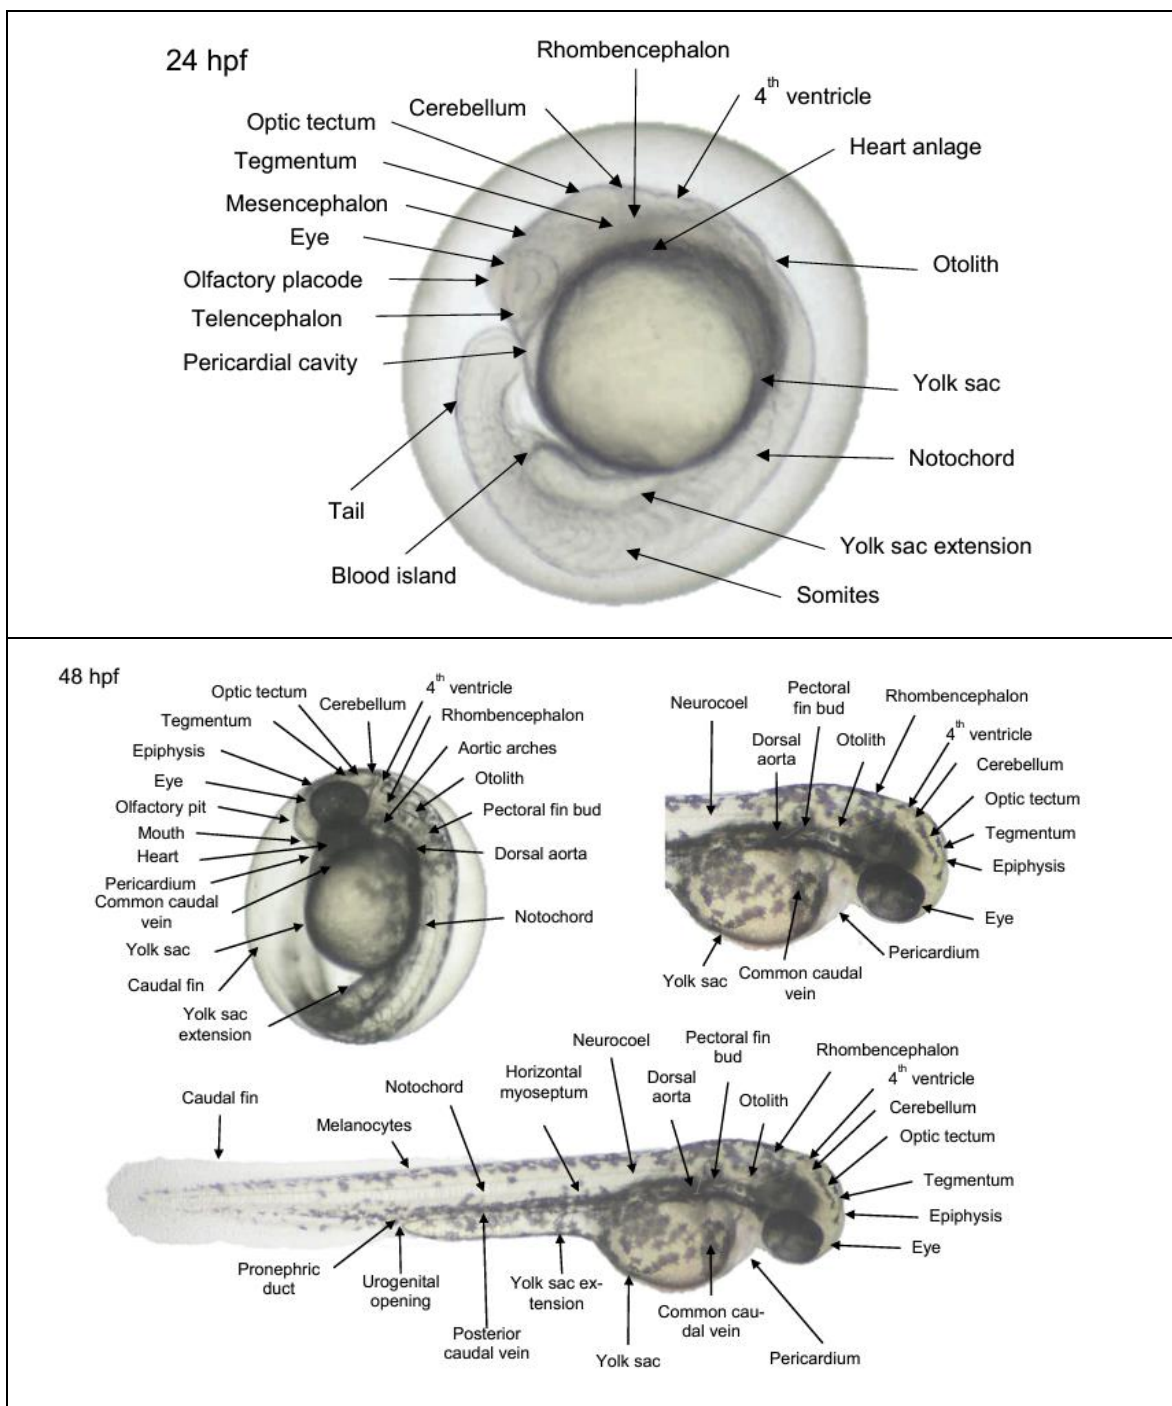 24 hpf
Rhombencephalon
4th ventricle
Cerebellum
Optic tectum
Heart anlage
Tegmentum
Mesencephalon
Eye
Otolith
Olfactory placode
Telencephalon
Pericardial cavity
Yolk sac
Notochord
Tail
Yolk sac extension
Blood island
Somites
48 hpf
Optic tectum
Cerebellum
4th ventricle
Tegmentum
Rhombencephalon
Epiphysis
Aortic arches
Eye
Otolith
Olfactory pit
Pectoral fin bud
Mouth
Heart
Dorsal aorta
Pericardium
Common caudal
vein
Notochord
Yolk sac
Caudal fin
Yolk sac
extension
Neurocoel
Pectoral
fin bud
Rhombencephalon
Dorsal
aorta
Otolith
4th ventricle
Cerebellum
Optic tectum
Tegmentum
Epiphysis
Eye
Pericardium
Yolk sac
Common caudal
vein
Caudal fin
Melanocytes
Notochord
Horizontal
myoseptum
Neurocoel
Dorsal
aorta
Pectoral fin
bud
Otolith
Rhombencephalon
4th ventricle
Cerebellum
Optic tectum
Tegmentum
Epiphysis
Eye
Pronephric
duct
Urogenital
opening
Posterior
caudal vein
Yolk sac ex-
tension
Yolk sac
Common cau-
dal vein
Pericardium